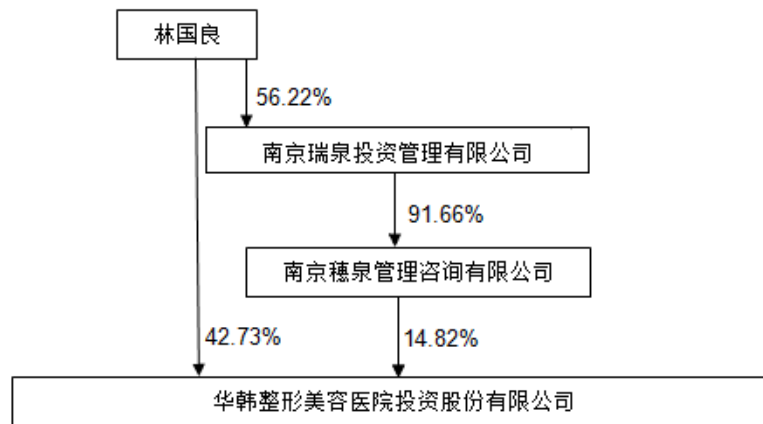 林国良
56.22%
南京瑞泉投资管理有限公司
91.66%
南京穗泉管理咨询有限公司
42.73%
14.82%
华韩整形美容医院投资股份有限公司